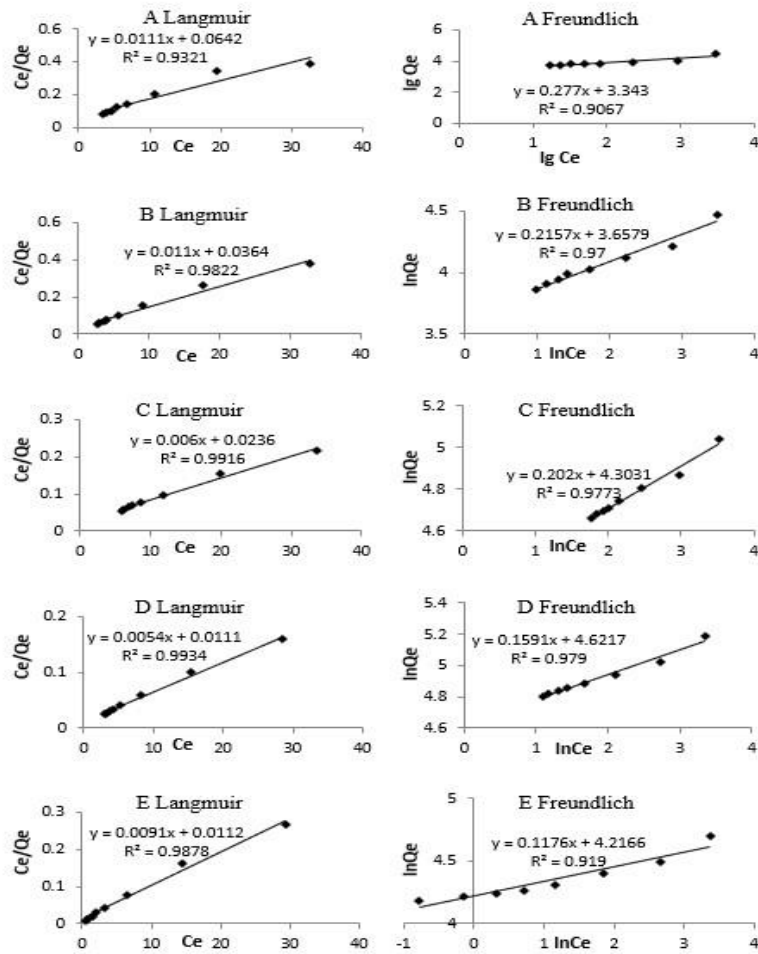 A Langmuir
y = 0.0111x + 0.0642
R² = 0.9321
Ce/Qe
0.6
0.4
0.2
0
0 10 20 30 40
Ce
A Freundlich
y = 0.277x + 3.343
R² = 0.9067
lg Qe
6
4
2
0
0 1 2 3 4
lg Ce
B Langmuir
y = 0.011x + 0.0364
R² = 0.9822
Ce/Qe
0.6
0.4
0.2
0
0 10 20 30 40
Ce
B Freundlich
y = 0.2157x + 3.6579
R² = 0.97
lnQe
4.5
4
3.5
0 1 2 3 4
lnCe
C Langmuir
y = 0.006x + 0.0236
R² = 0.9916
Ce/Qe
0.3
0.2
0.1
0
0 10 20 30 40
Ce
C Freundlich
y = 0.202x + 4.3031
R² = 0.9773
lnQe
5.2
5
4.8
4.6
0 1 2 3 4
lnCe
D Langmuir
y = 0.0054x + 0.0111
R² = 0.9934
Ce/Qe
0.2
0.1
0
0 10 20 30 40
Ce
D Freundlich
y = 0.1591x + 4.6217
R² = 0.979
lnQe
5.4
5.2
5
4.8
4.6
0 1 2 3 4
lnCe
E Langmuir
y = 0.0091x + 0.0112
R² = 0.9878
Ce/Qe
0.3
0.2
0.1
0
0 10 20 30 40
Ce
E Freundlich
y = 0.1176x + 4.2166
R² = 0.919
lnQe
5
4.5
4
-1 0 1 2 3 4
lnCe